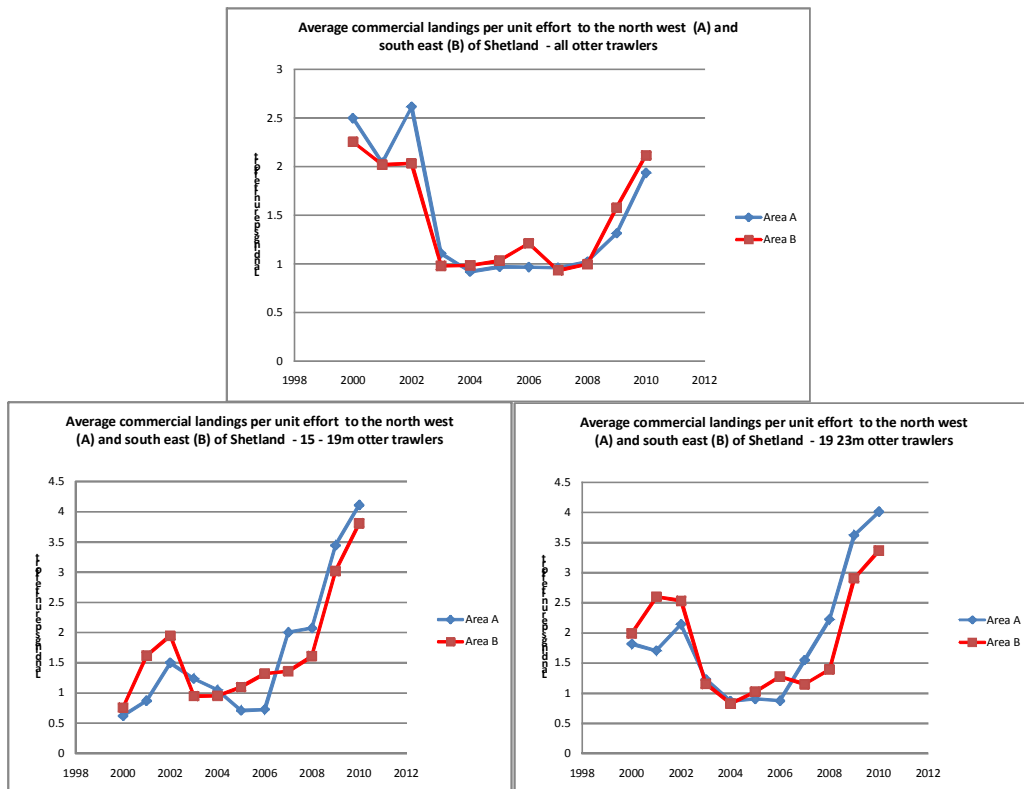 Average commercial landings per unit effort to the north west (A) and
south east (B) of Shetland - all otter trawlers
3
2.5
2
1.5
1
0.5
0
1998 2000 2002 2004 2006 2008 2010 2012
Area A
Area B
Average commercial landings per unit effort to the north west
(A) and south east (B) of Shetland - 15 - 19m otter trawlers
4.5
4
3.5
3
2.5
2
1.5
1
0.5
0
1998 2000 2002 2004 2006 2008 2010 2012
Area A
Area B
Average commercial landings per unit effort to the north west
(A) and south east (B) of Shetland - 19 23m otter trawlers
4.5
4
3.5
3
2.5
2
1.5
1
0.5
0
1998 2000 2002 2004 2006 2008 2010 2012
Area A
Area B